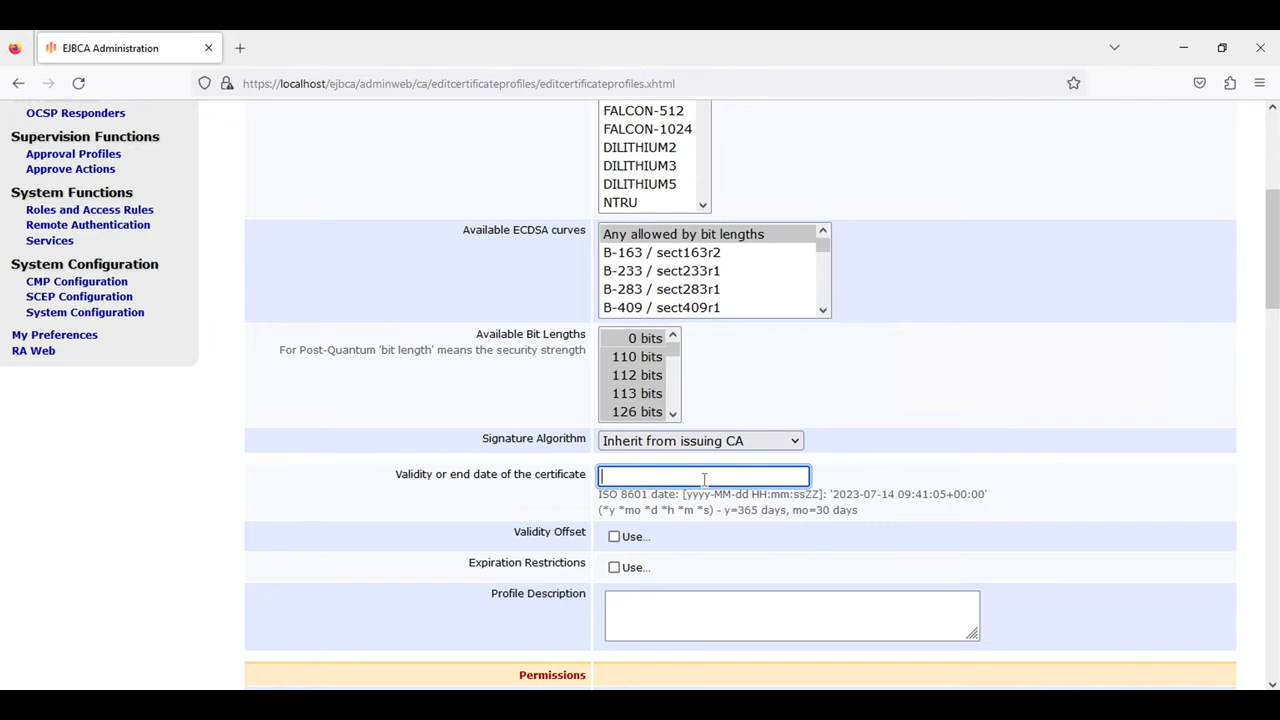 EJBCA Administration
https://localhost/ejbca/adminweb/ca/editcertificateprofiles/editcertificateprofiles.xhtml
OCSP Responders
Supervision Functions
Approval Profiles
Approve Actions
System Functions
Roles and Access Rules
Remote Authentication
Services
System Configuration
CMP Configuration
SCEP Configuration
System Configuration
My Preferences
RA Web
FALCON-512
FALCON-1024
DILITHIUM2
DILITHIUM3
DILITHIUM5
NTRU
Available ECDSA curves
Any allowed by bit lengths
B-163 / sect163r2
B-233 / sect233r1
B-283 / sect283r1
B-409 / sect409r1
Available Bit Lengths
For Post-Quantum 'bit length' means the security strength
0 bits
110 bits
112 bits
113 bits
126 bits
Signature Algorithm
Inherit from issuing CA
Validity or end date of the certificate
ISO 8601 date: [yyyy-MM-dd HH:mm:ssZZ]: '2023-07-14 09:41:05+00:00'
(*y *mo *d *h *m *s) - y=365 days, mo=30 days
Validity Offset
Use...
Expiration Restrictions
Use...
Profile Description
Permissions